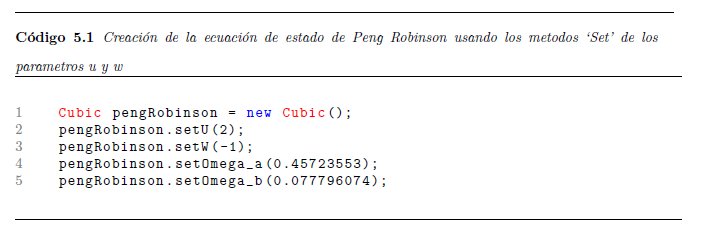 Código 5.1 Creación de la ecuación de estado de Peng Robinson usando los metodos ‘Set’ de los
parametros u y w
1 Cubic pengRobinson = new Cubic();
2 pengRobinson.setU(2);
3 pengRobinson.setW(-1);
4 pengRobinson.setOmega_a(0.45723553);
5 pengRobinson.setOmega_b(0.077796074);